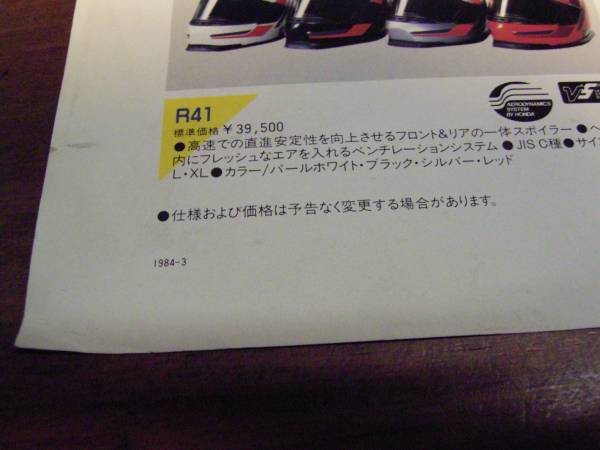 AERODYNAMICS
SYSTEM
BY HONDA
R41
標準価格 ¥39,500
●高速での直進安定性を向上させるフロント&リアの一体スポイラー●ヘ
内にフレッシュなエアを入れるベンチレーションシステム●JIS C種●サイ
L・XL●カラー/パールホワイト・ブラック・シルバー・レッド
●仕様および価格は予告なく変更する場合があります。
1984-3